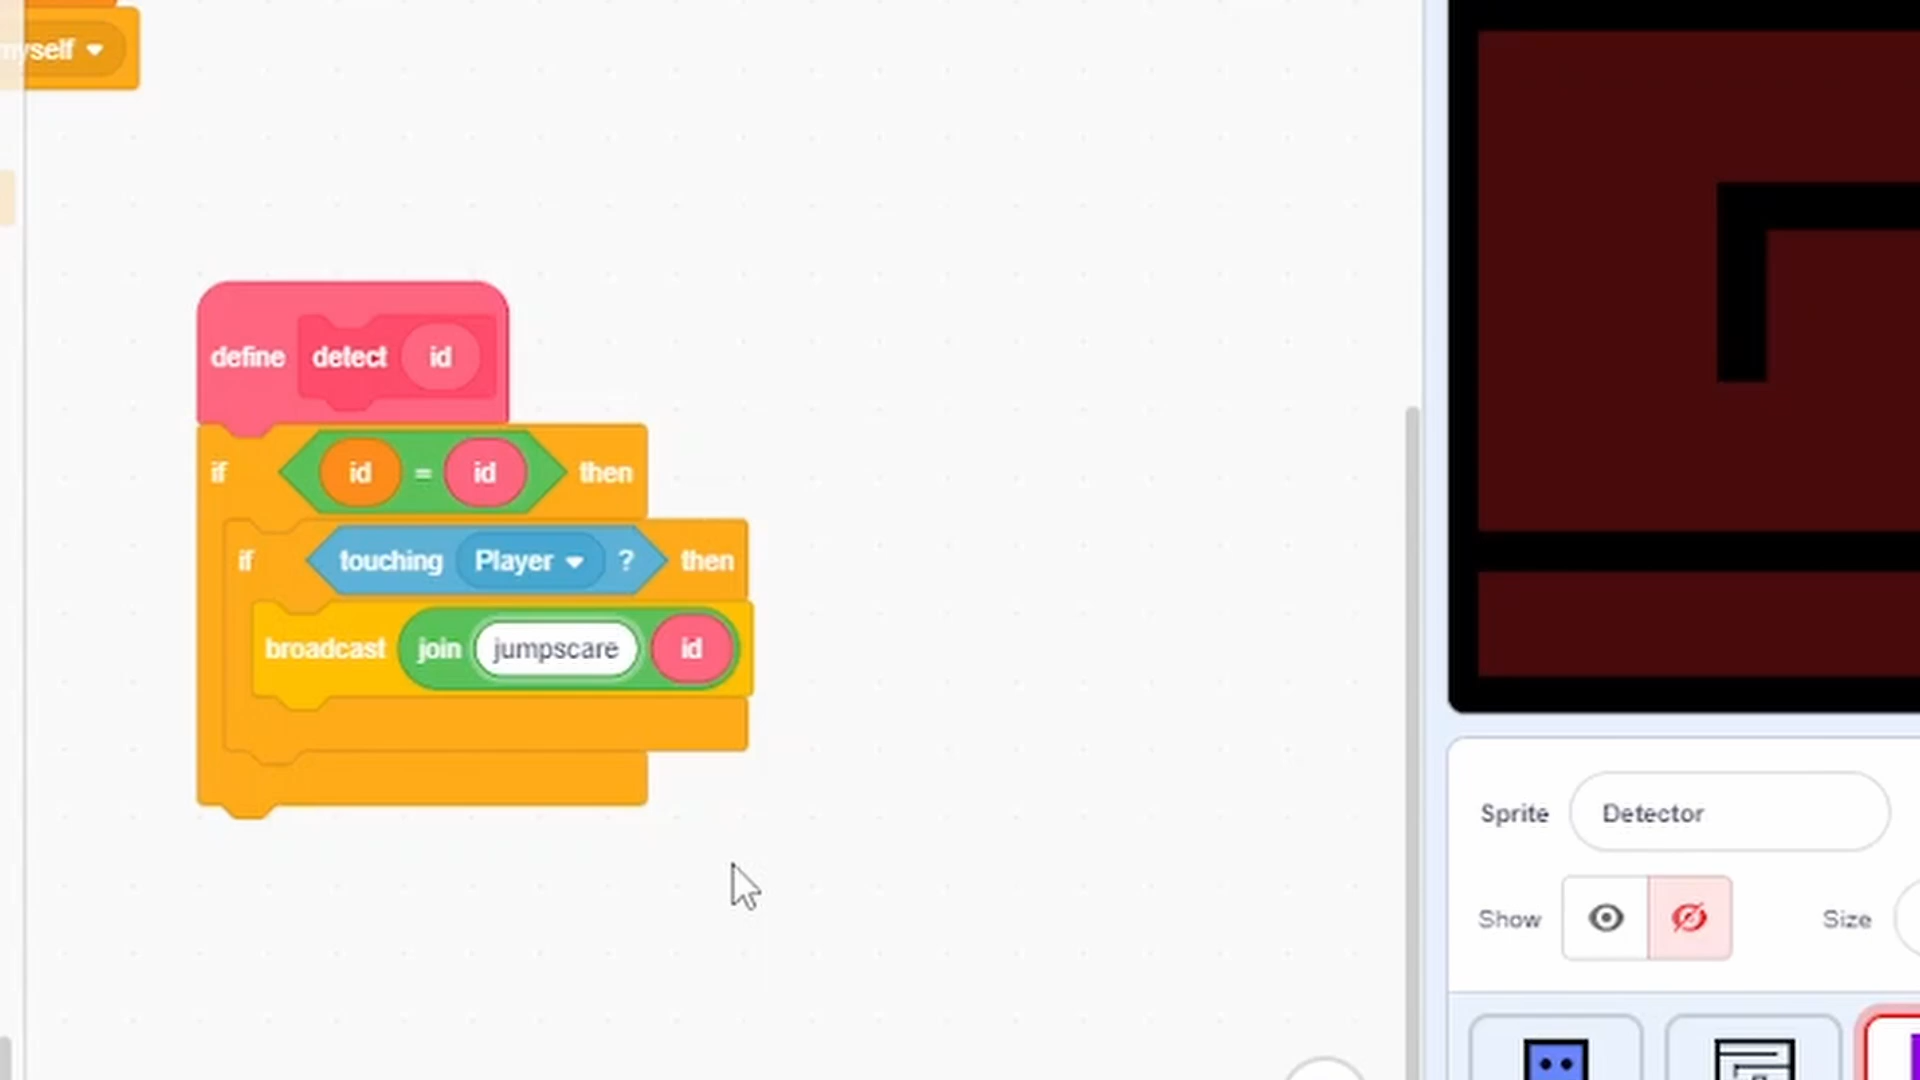 myself
define detect id
if id = id then
if touching Player ? then
broadcast join jumpscare id
Sprite Detector
Show Size